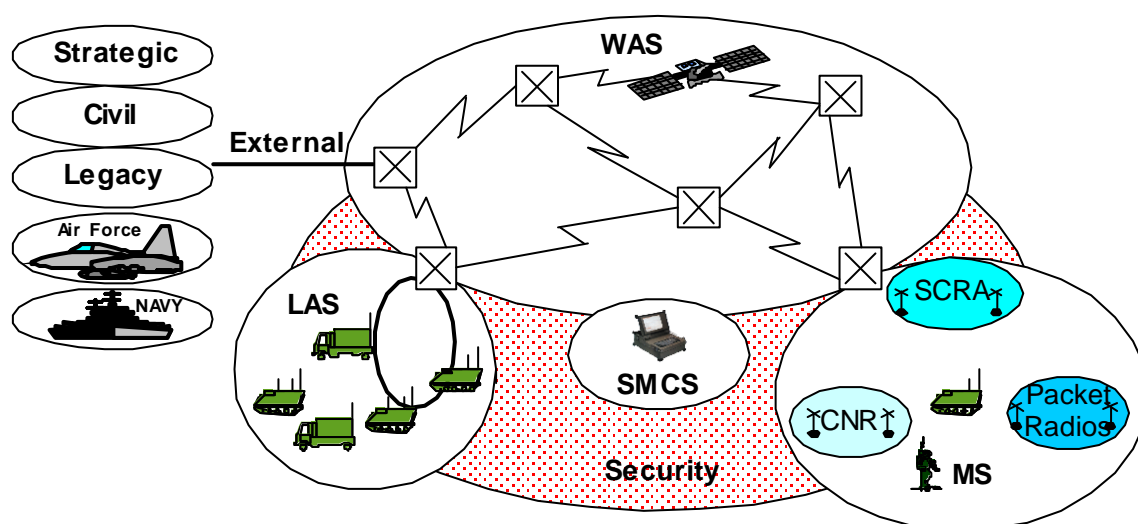 Strategic
Civil
Legacy
Air Force
NAVY
External
WAS
LAS
SMCS
Security
SCRA
CNR
Packet
Radios
MS